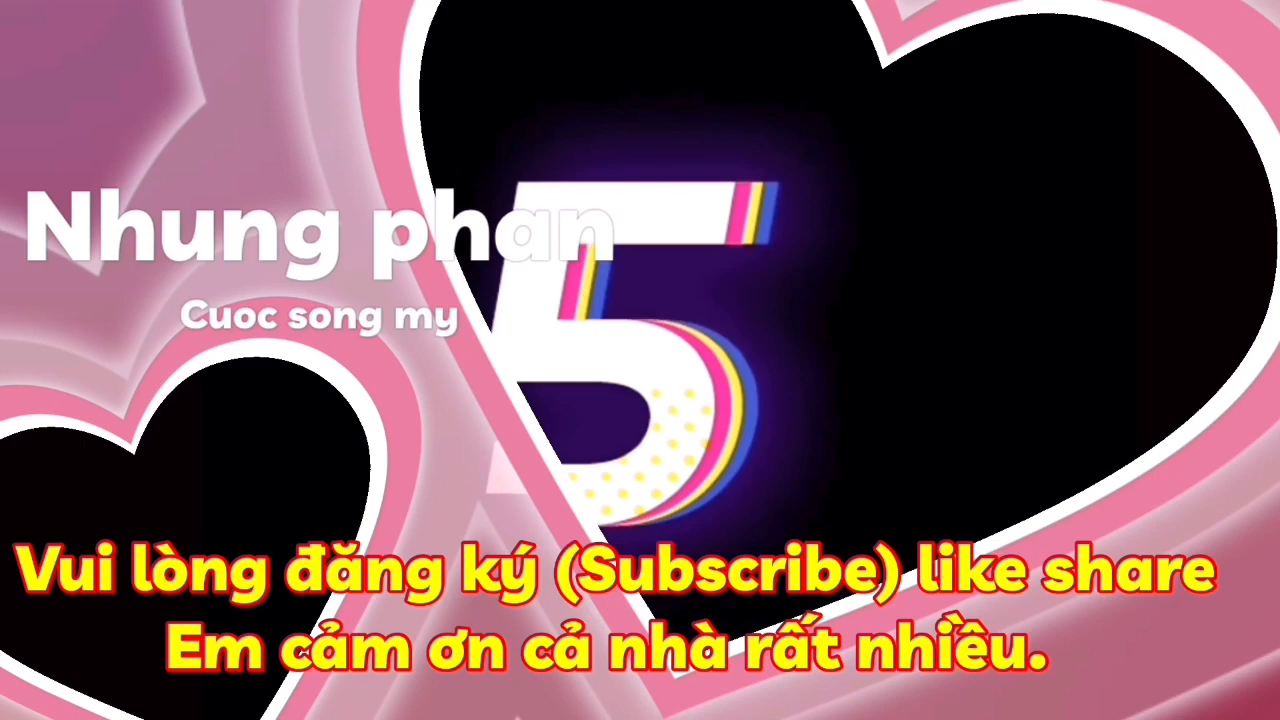 5
Nhung phan
Cuoc song my
Vui lòng đăng ký (Subscribe) like share
Em cảm ơn cả nhà rất nhiều.